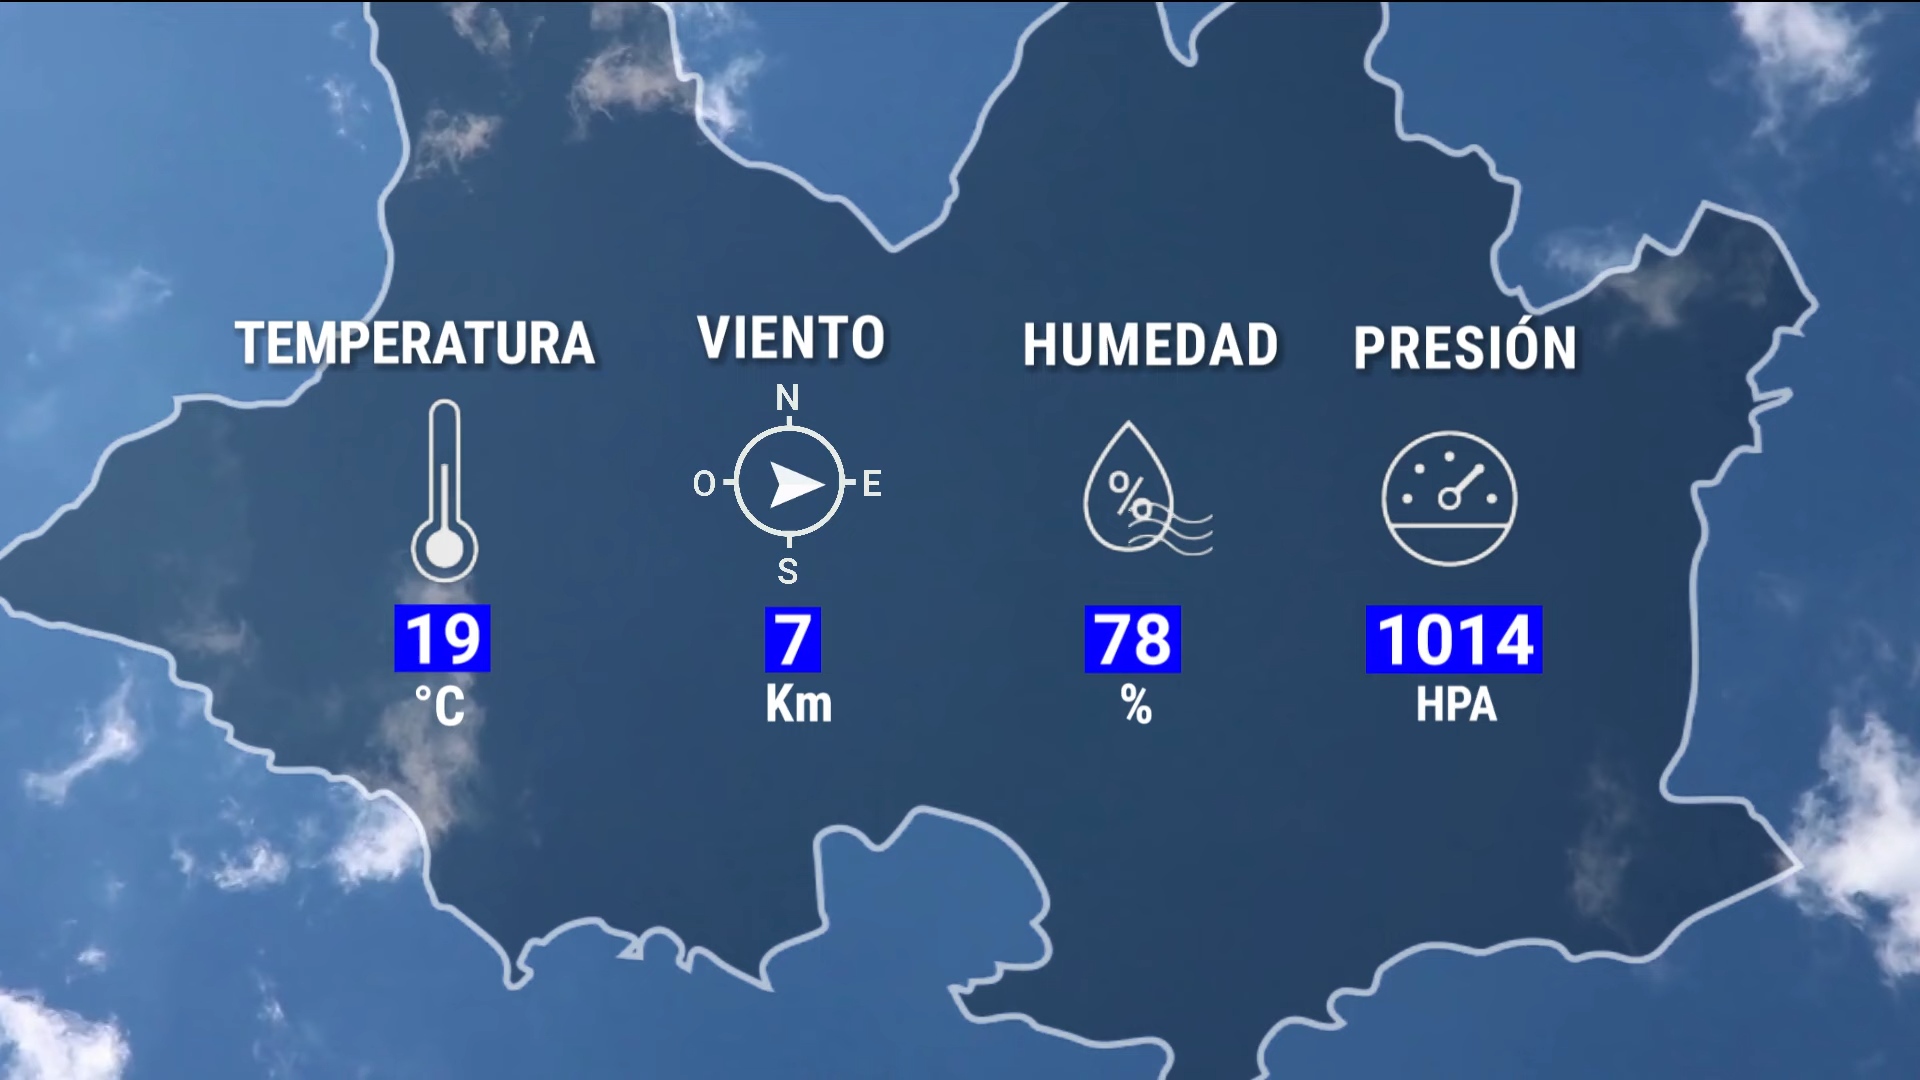 TEMPERATURA
VIENTO
HUMEDAD
PRESIÓN
N
O
E
S
%
19
7
78
1014
°C
Km
%
HPA